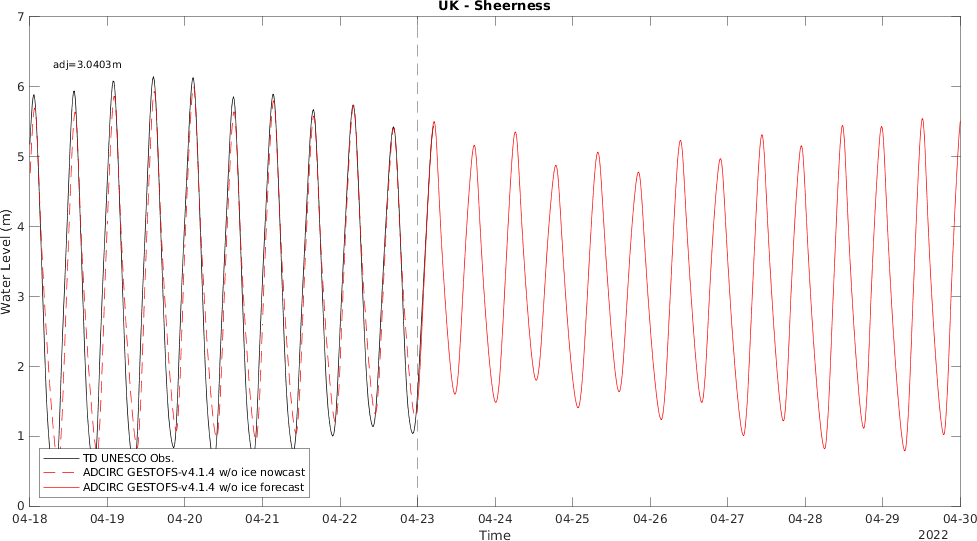 UK - Sheerness
adj=3.0403m
Water Level (m)
7
6
5
4
3
2
1
0
TD UNESCO Obs.
ADCIRC GESTOFS-v4.1.4 w/o ice nowcast
ADCIRC GESTOFS-v4.1.4 w/o ice forecast
04-18 04-19 04-20 04-21 04-22 04-23 04-24 04-25 04-26 04-27 04-28 04-29 04-30
Time
2022